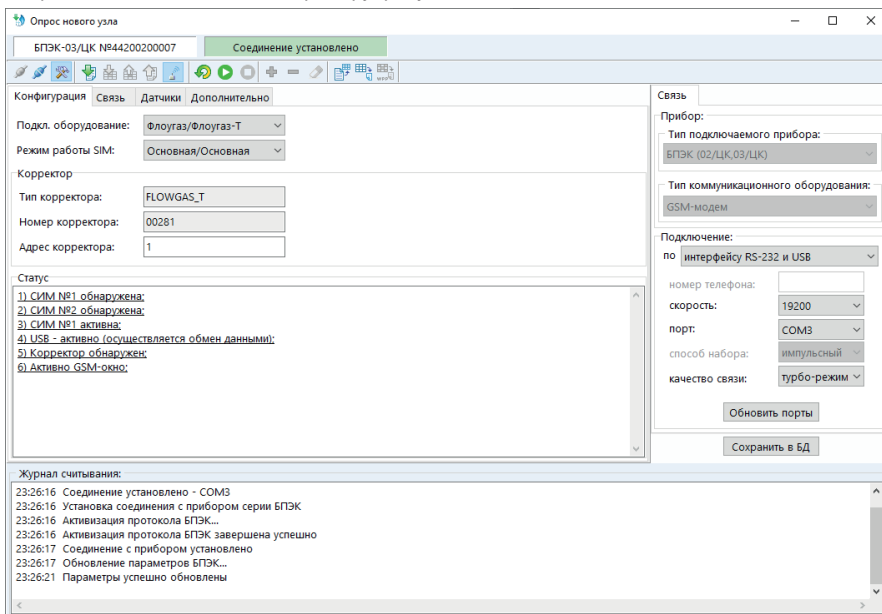 Опрос нового узла
БПЭК-03/ЦК №44200200007
Соединение установлено
Конфигурация Связь Датчики Дополнительно
Подкл. оборудование: Флоугаз/Флоугаз-Т
Режим работы SIM: Основная/Основная
Корректор
Тип корректора: FLOWGAS_T
Номер корректора: 00281
Адрес корректора: 1
Статус
1) СИМ №1 обнаружена;
2) СИМ №2 обнаружена;
3) СИМ №1 активна;
4) USB - активно (осуществляется обмен данными);
5) Корректор обнаружен;
6) Активно GSM-окно;
Связь
Прибор:
Тип подключаемого прибора:
БПЭК (02/ЦК,03/ЦК)
Тип коммуникационного оборудования:
GSM-модем
Подключение:
по интерфейсу RS-232 и USB
номер телефона:
скорость: 19200
порт: COM3
способ набора: импульсный
качество связи: турбо-режим
Обновить порты
Сохранить в БД
Журнал считывания:
23:26:16 Соединение установлено - COM3
23:26:16 Установка соединения с прибором серии БПЭК
23:26:16 Активизация протокола БПЭК...
23:26:16 Активизация протокола БПЭК завершена успешно
23:26:17 Соединение с прибором установлено
23:26:17 Обновление параметров БПЭК...
23:26:21 Параметры успешно обновлены